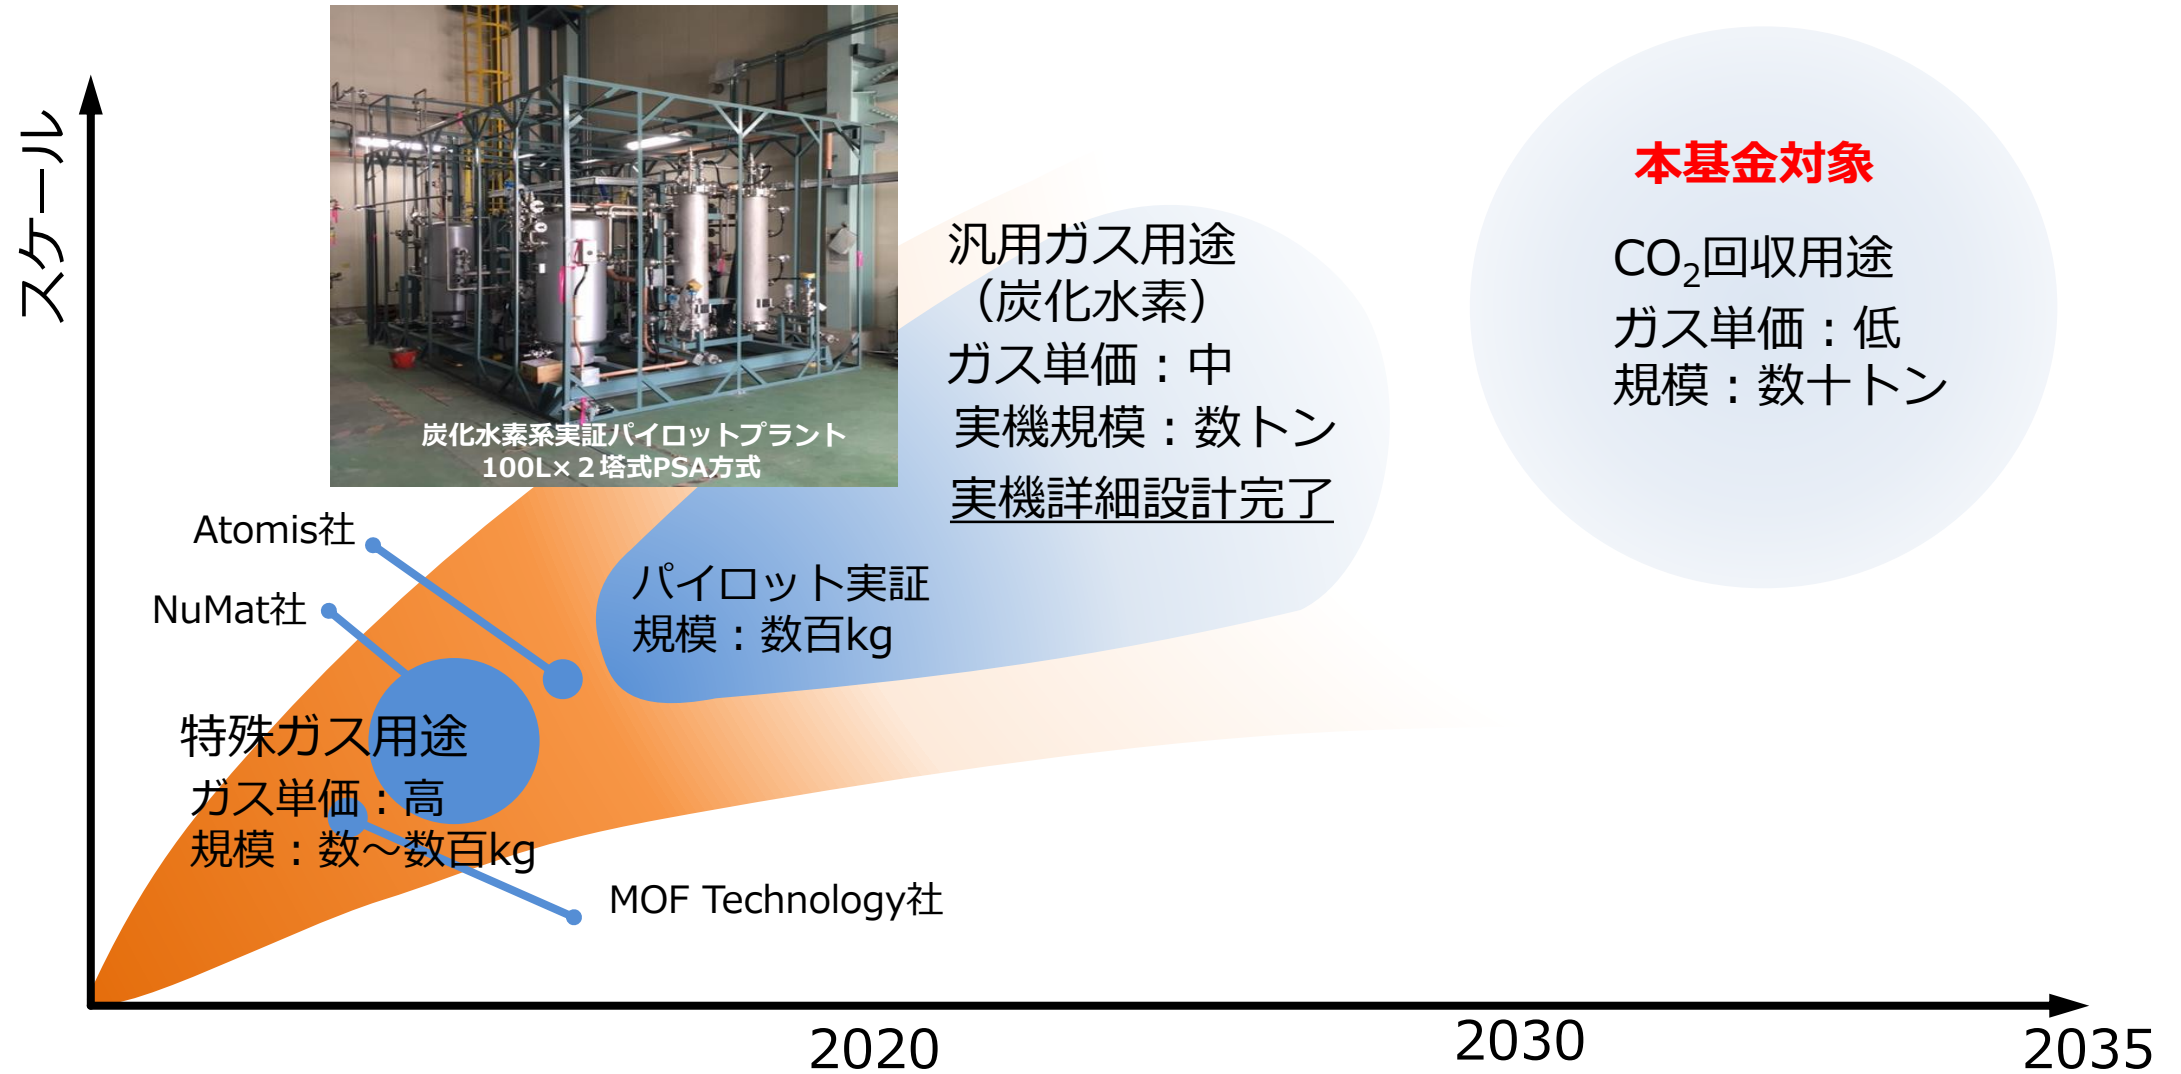 スケール
炭化水素系実証パイロットプラント
100L×２塔式PSA方式
本基金対象
CO₂回収用途
ガス単価：低
規模：数十トン
汎用ガス用途
（炭化水素）
ガス単価：中
実機規模：数トン
実機詳細設計完了
パイロット実証
規模：数百kg
Atomis社
NuMat社
特殊ガス用途
ガス単価：高
規模：数～数百kg
MOF Technology社
2020
2030
2035